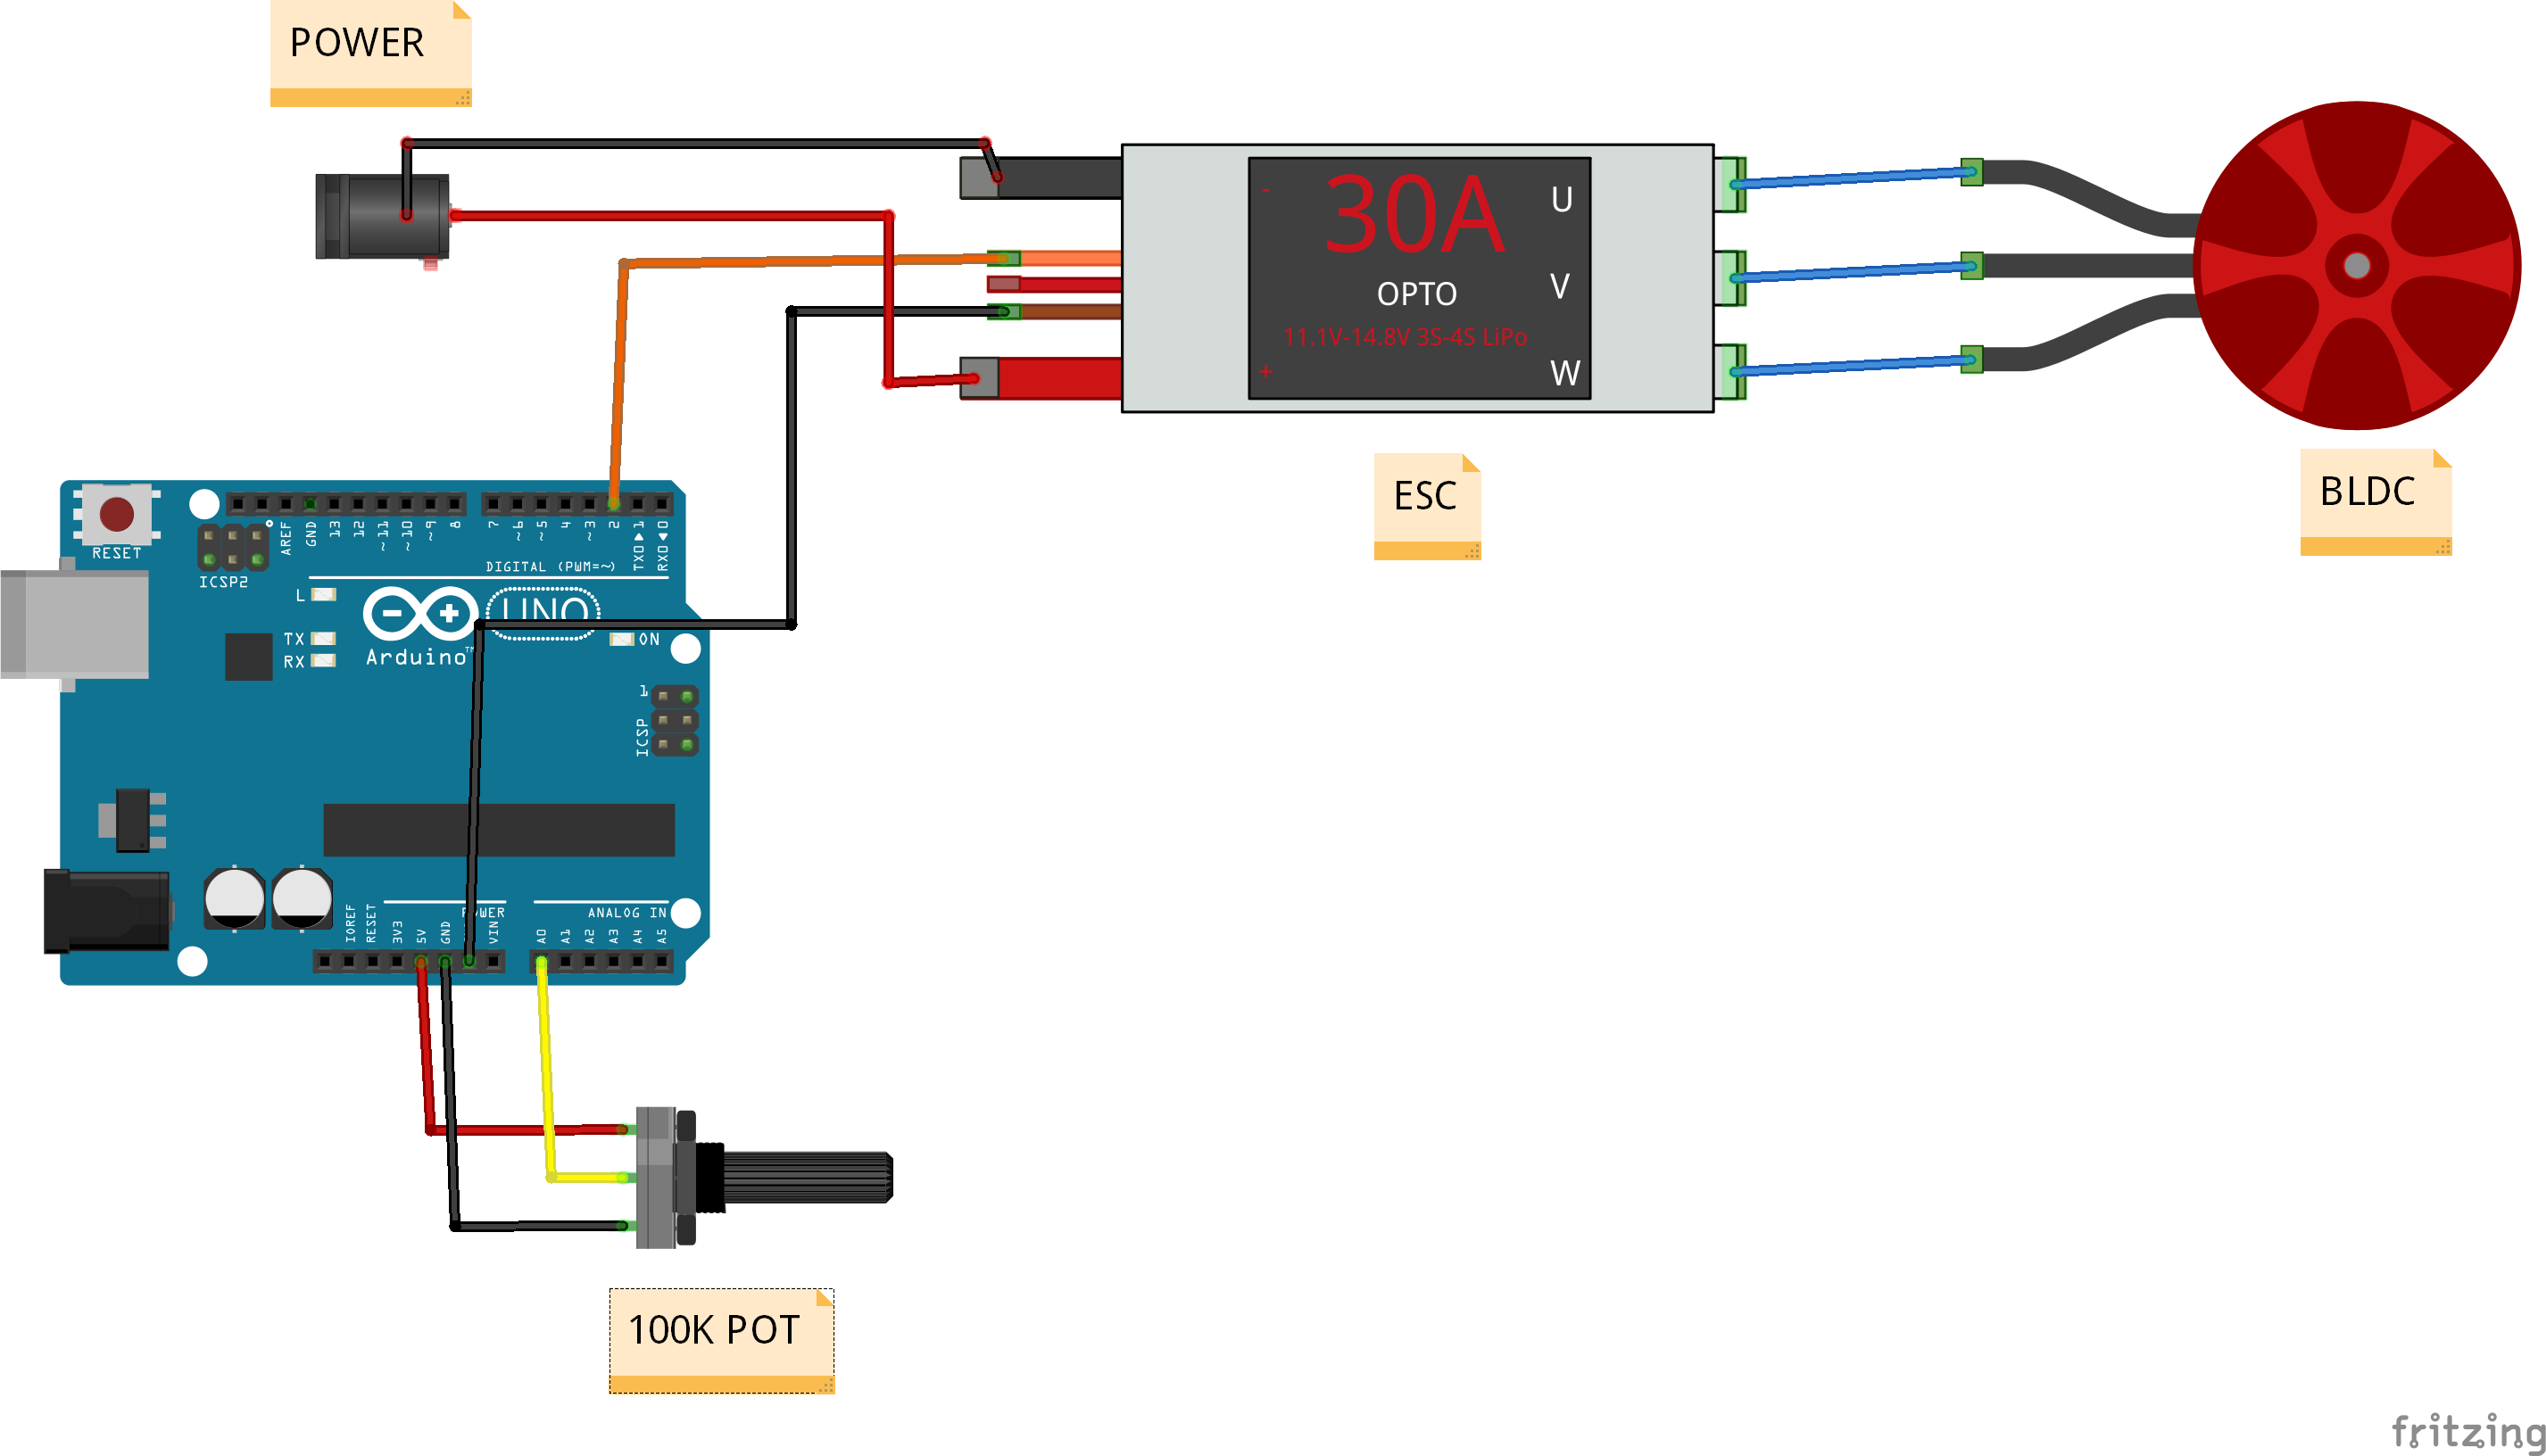 POWER
30A
OPTO
11.1V-14.8V 3S-4S LiPo
-
+
U
V
W
ESC
BLDC
RESET
ICSP2
AREF
GND
13
12
~11
~10
~9
8
7
~6
~5
4
~3
2
TX0▶1
RX0◀0
DIGITAL (PWM=~)
L
TX
RX
UNO
Arduino™
ON
1
ICSP
IOREF
RESET
3V3
5V
GND
VIN
POWER
ANALOG IN
A0
A1
A2
A3
A4
A5
100K POT
fritzing